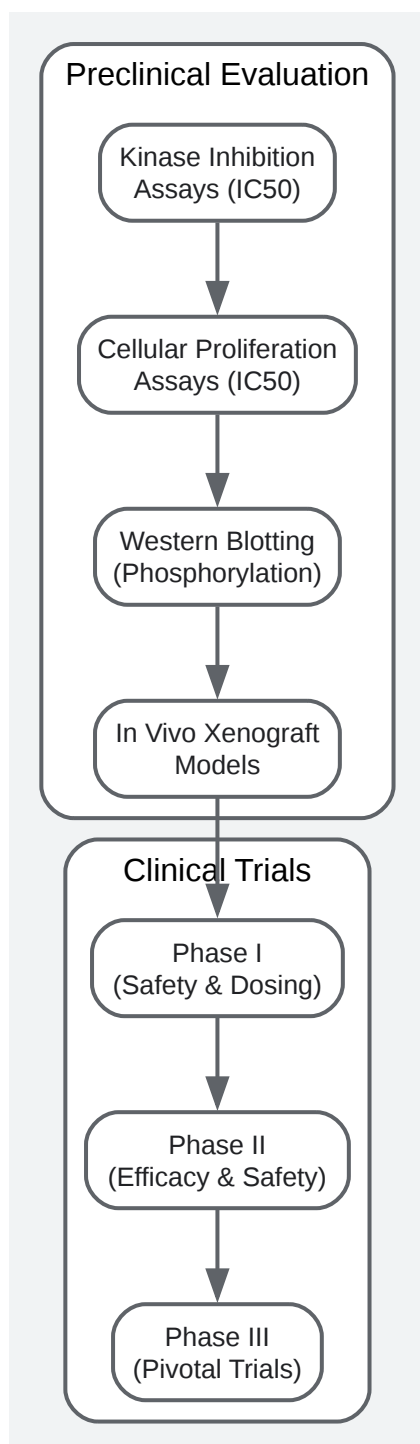 Preclinical Evaluation
Kinase Inhibition
Assays (IC50)
Cellular Proliferation
Assays (IC50)
Western Blotting
(Phosphorylation)
In Vivo Xenograft
Models
Clinical Trials
Phase I
(Safety & Dosing)
Phase II
(Efficacy & Safety)
Phase III
(Pivotal Trials)